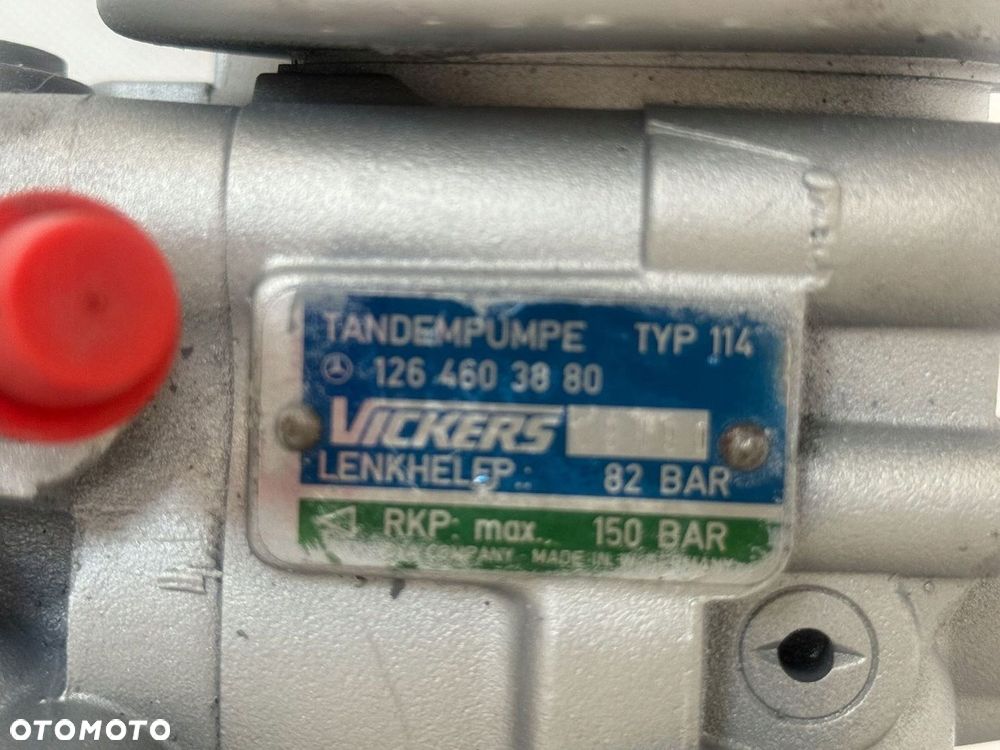 TANDEMPUMPE TYP 114
126 460 38 80
VICKERS
LENKHELFP.: 82 BAR
RKP: max.: 150 BAR
COMPANY - MADE IN
OTOMOTO